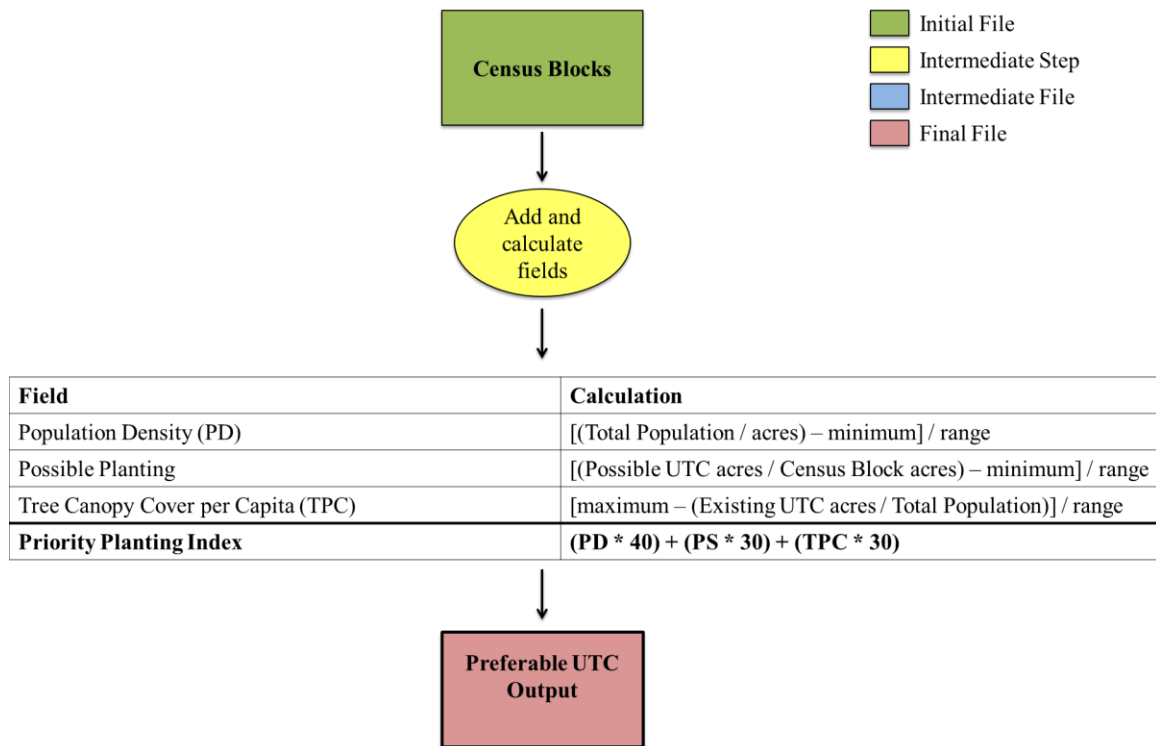 Census Blocks
Initial File
Intermediate Step
Intermediate File
Final File
Add and
calculate
fields
Field Calculation
Population Density (PD) [(Total Population / acres) – minimum] / range
Possible Planting [(Possible UTC acres / Census Block acres) – minimum] / range
Tree Canopy Cover per Capita (TPC) [maximum – (Existing UTC acres / Total Population)] / range
Priority Planting Index (PD * 40) + (PS * 30) + (TPC * 30)
Preferable UTC
Output